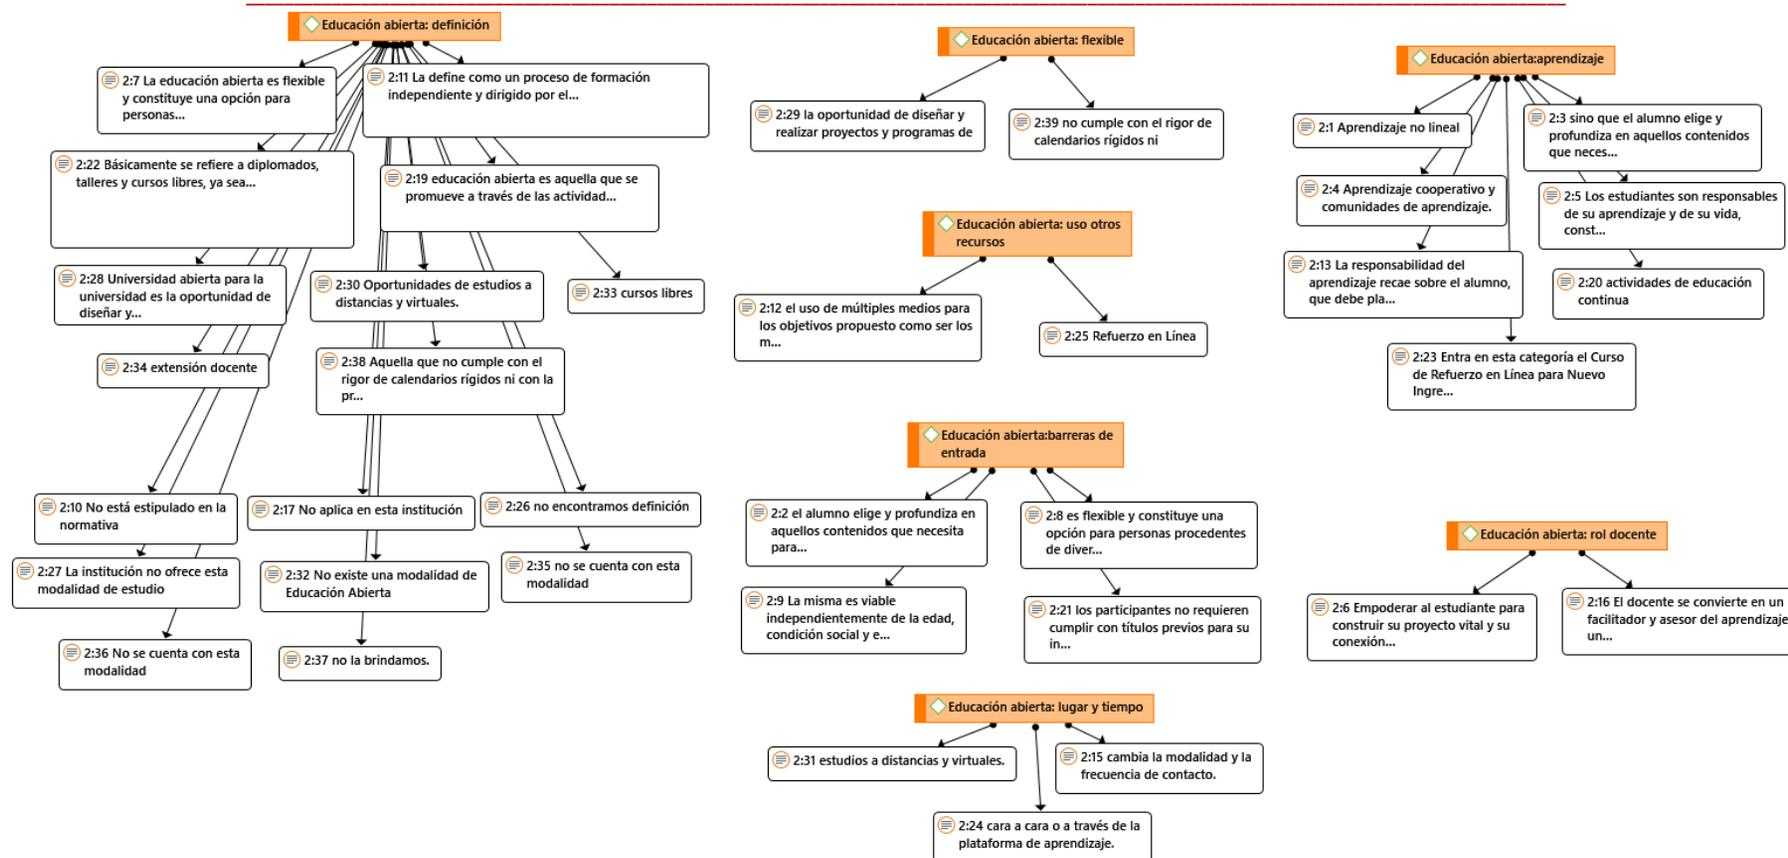 Educación abierta: definición
2:7 La educación abierta es flexible
y constituye una opción para
personas...
2:11 La define como un proceso de formación
independiente y dirigido por el...
2:22 Básicamente se refiere a diplomados,
talleres y cursos libres, ya sea...
2:19 educación abierta es aquella que se
promueve a través de las actividad...
2:28 Universidad abierta para la
universidad es la oportunidad de
diseñar y...
2:30 Oportunidades de estudios a
distancias y virtuales.
2:33 cursos libres
2:34 extensión docente
2:38 Aquella que no cumple con el
rigor de calendarios rígidos ni con la
pr...
2:10 No está estipulado en la
normativa
2:17 No aplica en esta institución
2:26 no encontramos definición
2:27 La institución no ofrece esta
modalidad de estudio
2:32 No existe una modalidad de
Educación Abierta
2:35 no se cuenta con esta
modalidad
2:36 No se cuenta con esta
modalidad
2:37 no la brindamos.
Educación abierta: flexible
2:29 la oportunidad de diseñar y
realizar proyectos y programas de
2:39 no cumple con el rigor de
calendarios rígidos ni
Educación abierta: uso otros
recursos
2:12 el uso de múltiples medios para
los objetivos propuesto como ser los
m...
2:25 Refuerzo en Línea
Educación abierta:barreras de
entrada
2:2 el alumno elige y profundiza en
aquellos contenidos que necesita
para...
2:8 es flexible y constituye una
opción para personas procedentes
de diver...
2:9 La misma es viable
independientemente de la edad,
condición social y e...
2:21 los participantes no requieren
cumplir con títulos previos para su
in...
Educación abierta: lugar y tiempo
2:31 estudios a distancias y virtuales.
2:15 cambia la modalidad y la
frecuencia de contacto.
2:24 cara a cara o a través de la
plataforma de aprendizaje.
Educación abierta:aprendizaje
2:1 Aprendizaje no lineal
2:3 sino que el alumno elige y
profundiza en aquellos contenidos
que neces...
2:4 Aprendizaje cooperativo y
comunidades de aprendizaje.
2:5 Los estudiantes son responsables
de su aprendizaje y de su vida,
const...
2:13 La responsabilidad del
aprendizaje recae sobre el alumno,
que debe pla...
2:20 actividades de educación
continua
2:23 Entra en esta categoría el Curso
de Refuerzo en Línea para Nuevo
Ingre...
Educación abierta: rol docente
2:6 Empoderar al estudiante para
construir su proyecto vital y su
conexión...
2:16 El docente se convierte en un
facilitador y asesor del aprendizaje
un...